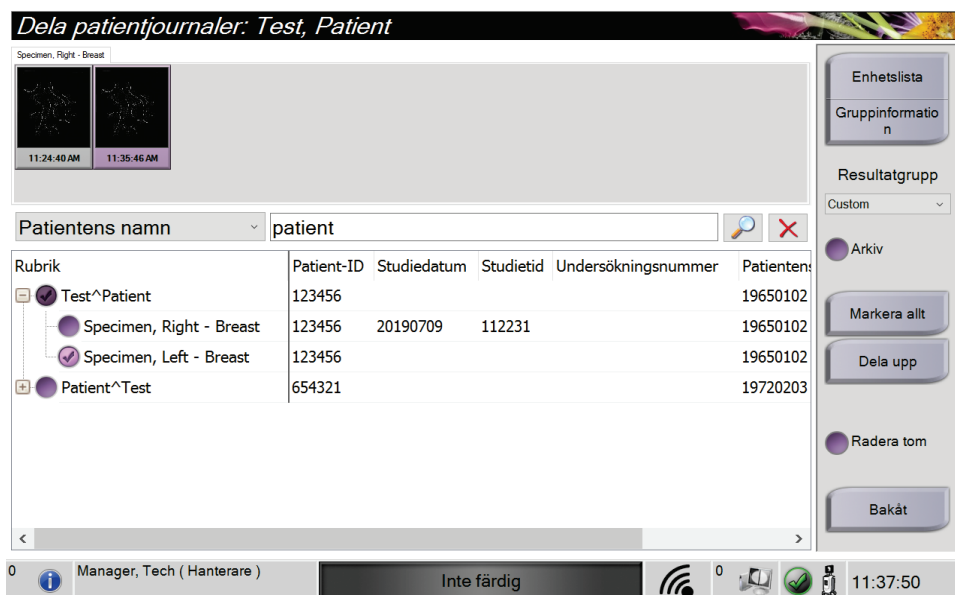 Dela patientjournaler: Test, Patient
Specimen, Right - Breast
11:24:40 AM 11:35:46 AM
Enhetslista
Gruppinformatio
n
Resultatgrupp
Custom
Patientens namn patient
Arkiv
Rubrik Patient-ID Studiedatum Studietid Undersökningsnummer Patientens
Test^Patient 123456 19650102
Specimen, Right - Breast 123456 20190709 112231 19650102
Specimen, Left - Breast 123456 19650102
Patient^Test 654321 19720203
Markera allt
Dela upp
Radera tom
Bakåt
0 Manager, Tech ( Hanterare ) Inte färdig 0 11:37:50